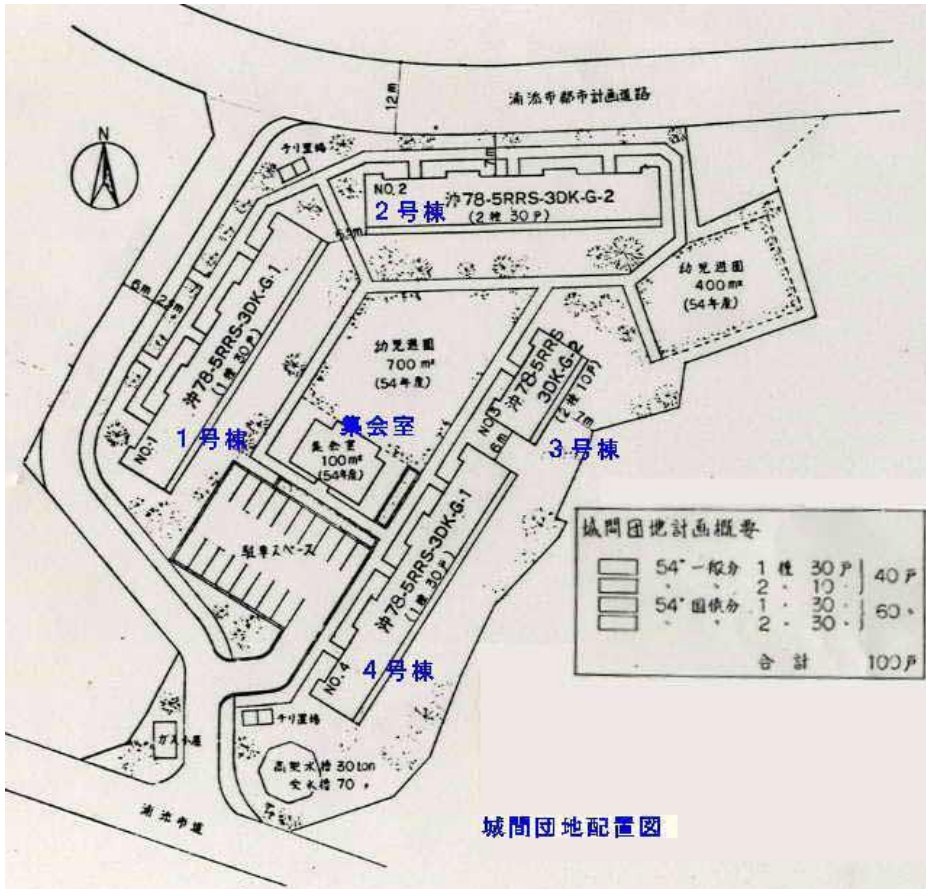 浦添市都市計画道路
12m
N
チリ置場
7m
NO.2
沖78-5RRS-3DK-G-2
2号棟
(2種 30戸)
6m
沖78-5RRS-3DK-G-1
(1種 30戸)
NO.1
1号棟
幼児遊園
400m²
(54年度)
幼児遊園
700m²
(54年度)
沖78-5RRS
3DK-G-2
(2種 10戸)
NO.3
7m
6m
3号棟
集会室
集会室
100m²
(54年度)
駐車スペース
沖78-5RRS-3DK-G-1
(1種 30戸)
NO.4
4号棟
チリ置場
ガス小屋
高架水槽 30ton
受水槽 70 〃
浦添市道
城間団地計画概要
54°一般分 1種 30戸 40戸
〃 〃 2 〃 10 〃
54°国債分 1 〃 30 〃 60 〃
〃 〃 2 〃 30 〃
合計 100戸
城間団地配置図